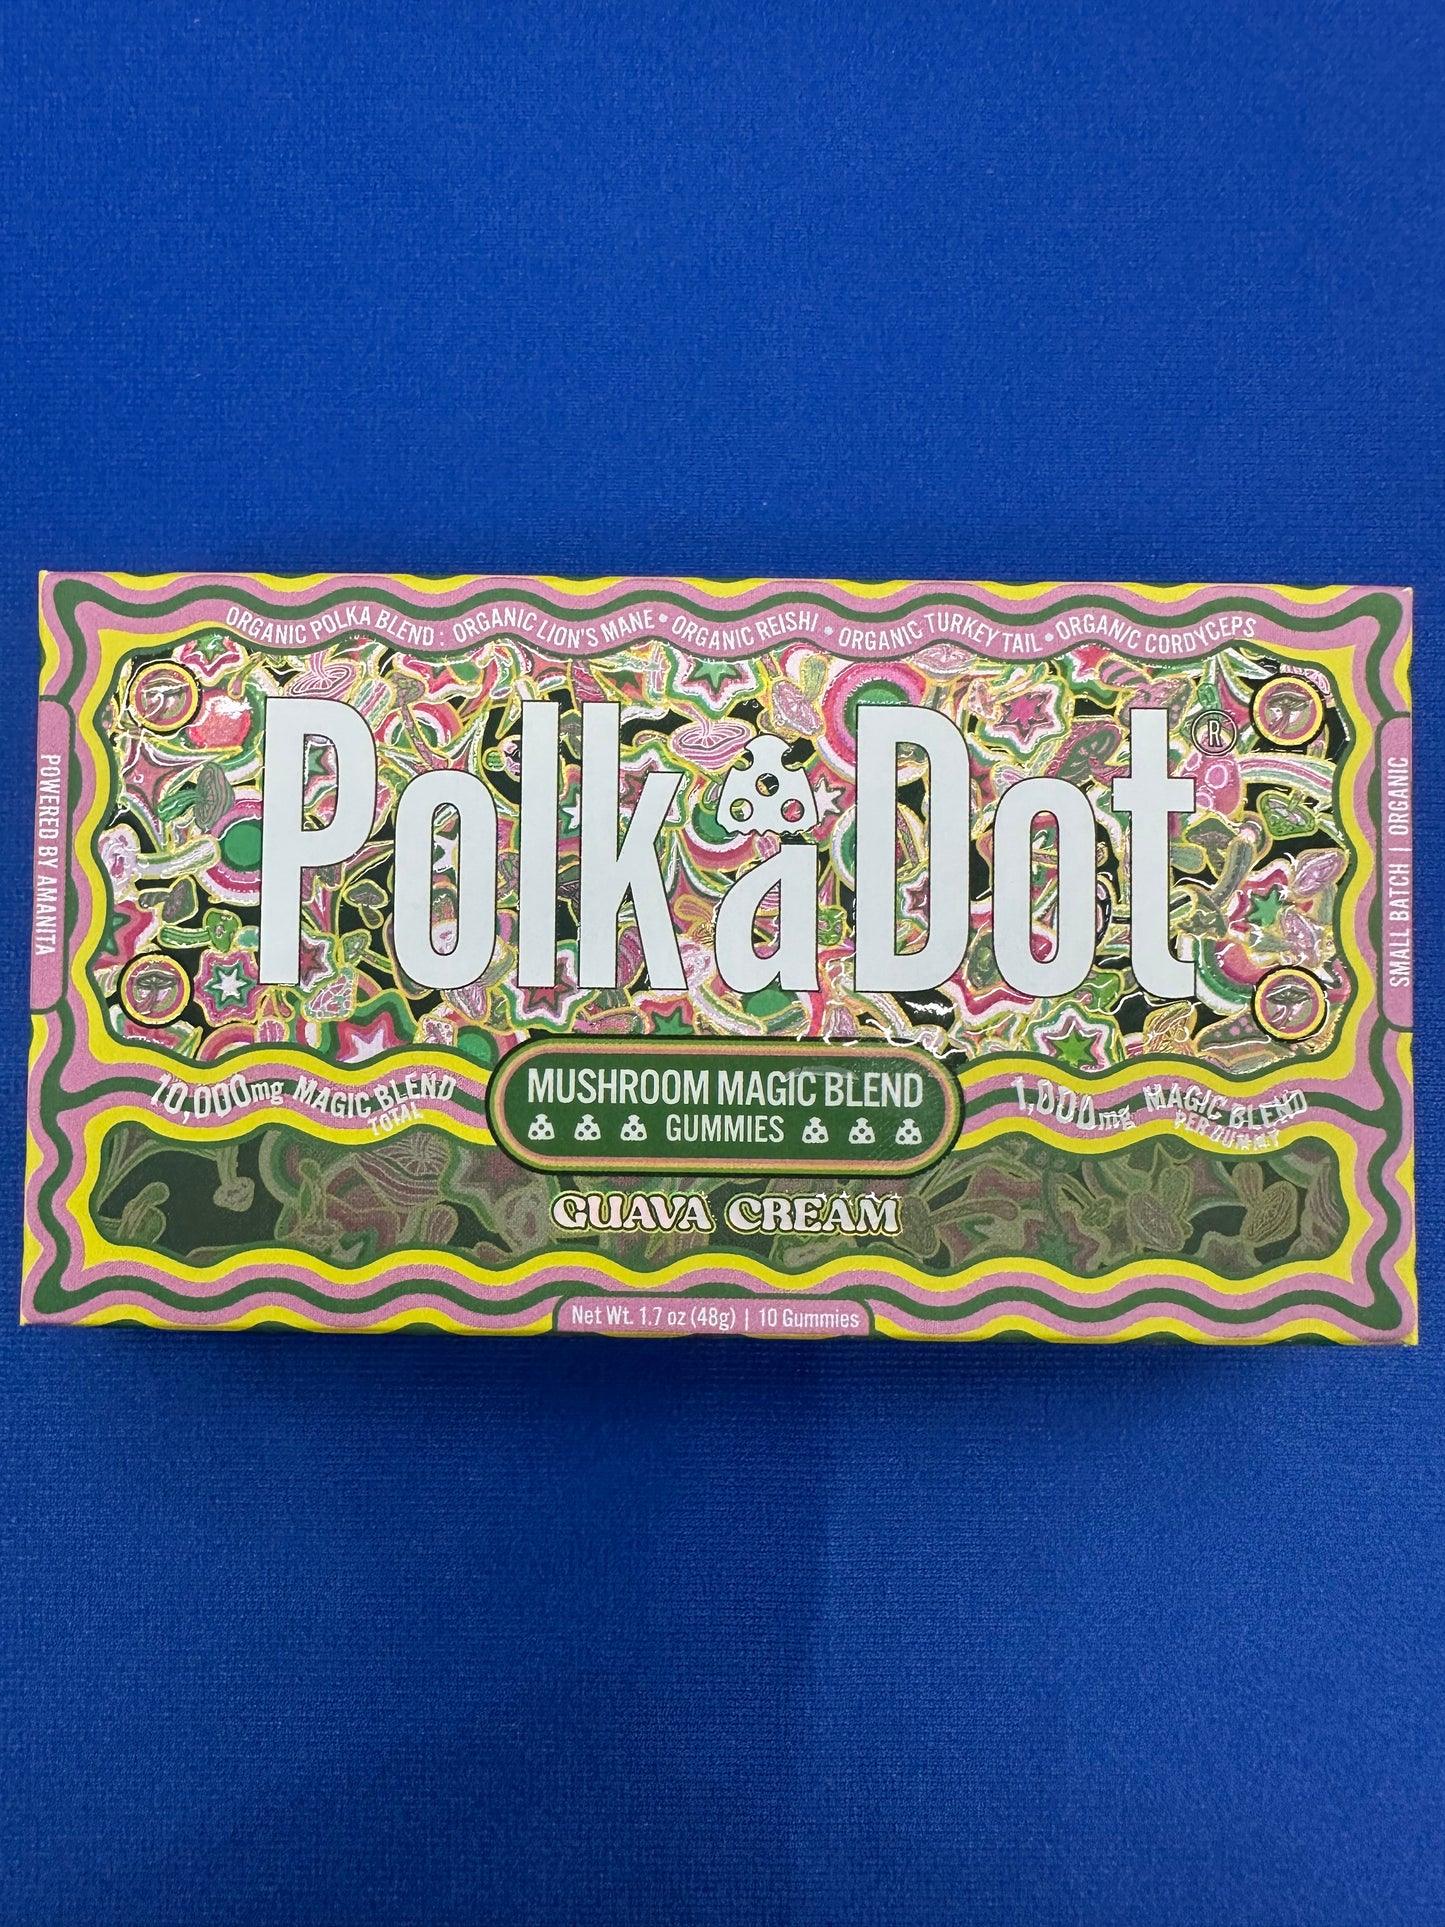 ORGANIC POLKA BLEND: ORGANIC LION'S MANE • ORGANIC REISHI • ORGANIC TURKEY TAIL • ORGANIC CORDYCEPS
PolkaDot®
POWERED BY AMANITA
SMALL BATCH | ORGANIC
10,000mg MAGIC BLEND
TOTAL
MUSHROOM MAGIC BLEND
GUMMIES
1,000mg MAGIC BLEND
PER GUMMY
GUAVA CREAM
Net Wt. 1.7 oz (48g) | 10 Gummies